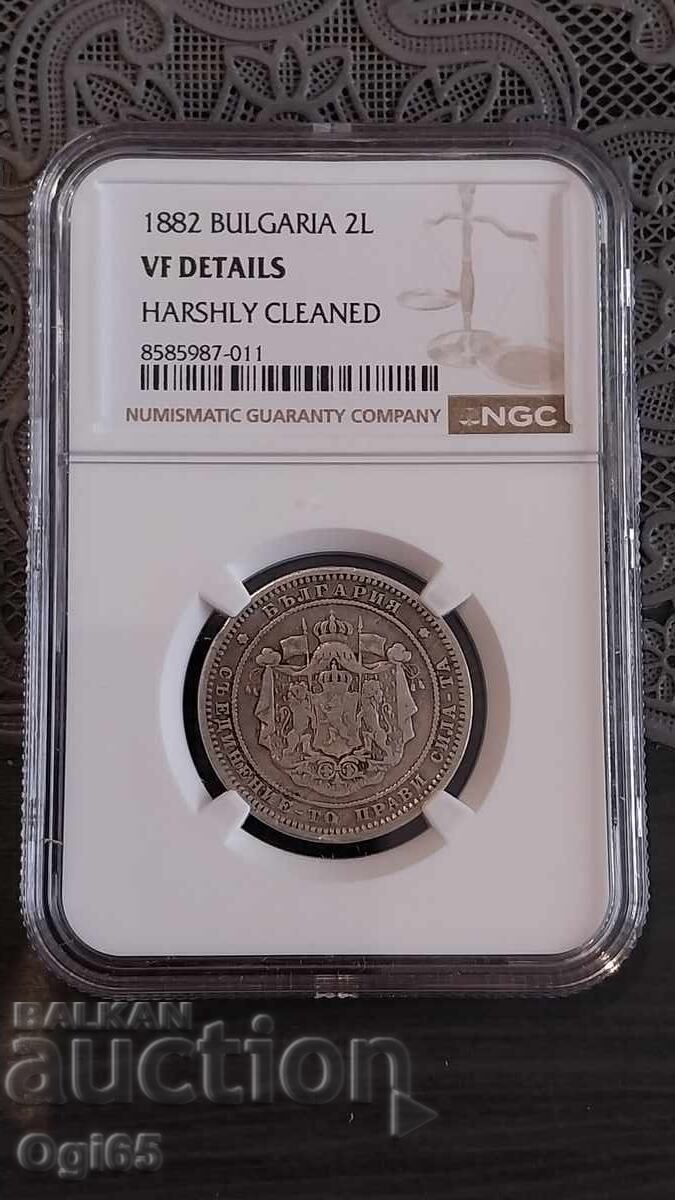 1882 BULGARIA 2L
VF DETAILS
HARSHLY CLEANED
8585987-011
NUMISMATIC GUARANTY COMPANY
NGC
* БЪЛГАРИЯ *
СЪЕДИНЕНИЕ-ТО ПРАВИ СИЛА-ТА
BALKAN
auction
Ogi65